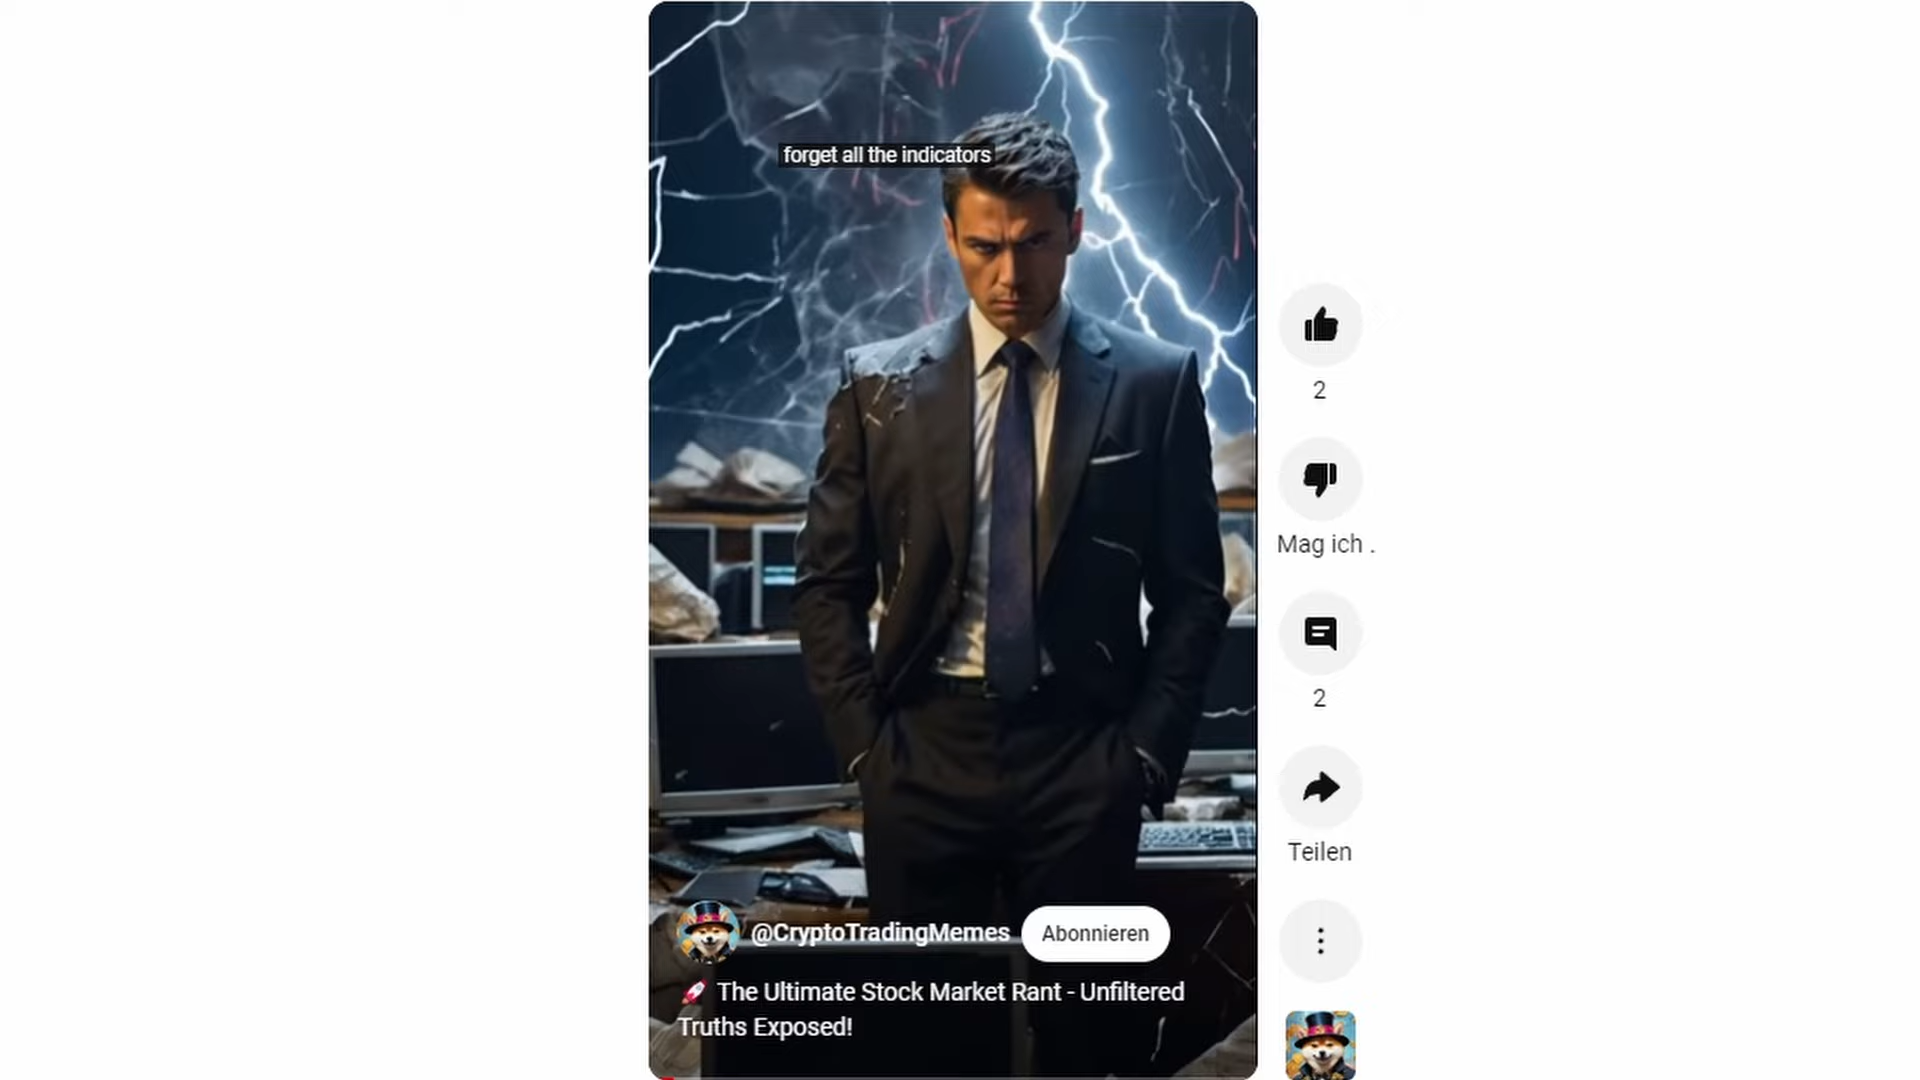 forget all the indicators
2
Mag ich .
2
Teilen
@CryptoTradingMemes
Abonnieren
🚀 The Ultimate Stock Market Rant - Unfiltered
Truths Exposed!